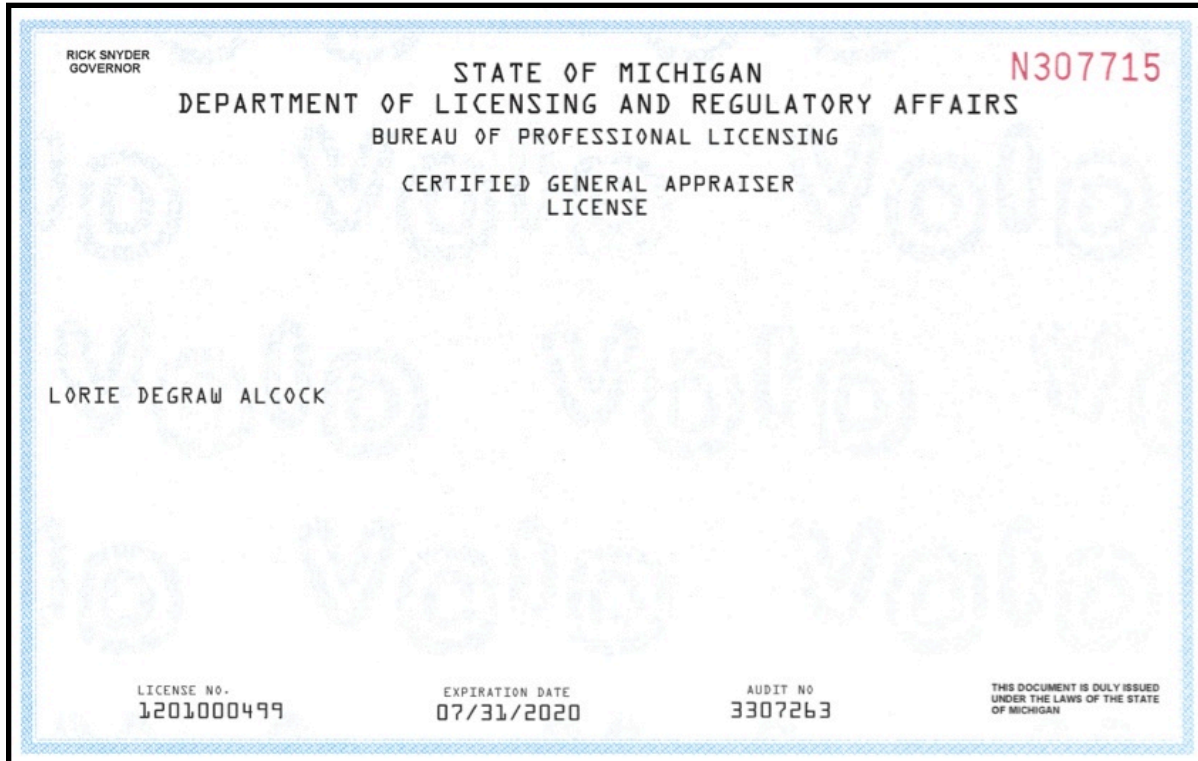 RICK SNYDER
GOVERNOR
N307715
STATE OF MICHIGAN
DEPARTMENT OF LICENSING AND REGULATORY AFFAIRS
BUREAU OF PROFESSIONAL LICENSING
CERTIFIED GENERAL APPRAISER
LICENSE
LORIE DEGRAW ALCOCK
LICENSE NO.
1201000499
EXPIRATION DATE
07/31/2020
AUDIT NO
3307263
THIS DOCUMENT IS DULY ISSUED
UNDER THE LAWS OF THE STATE
OF MICHIGAN